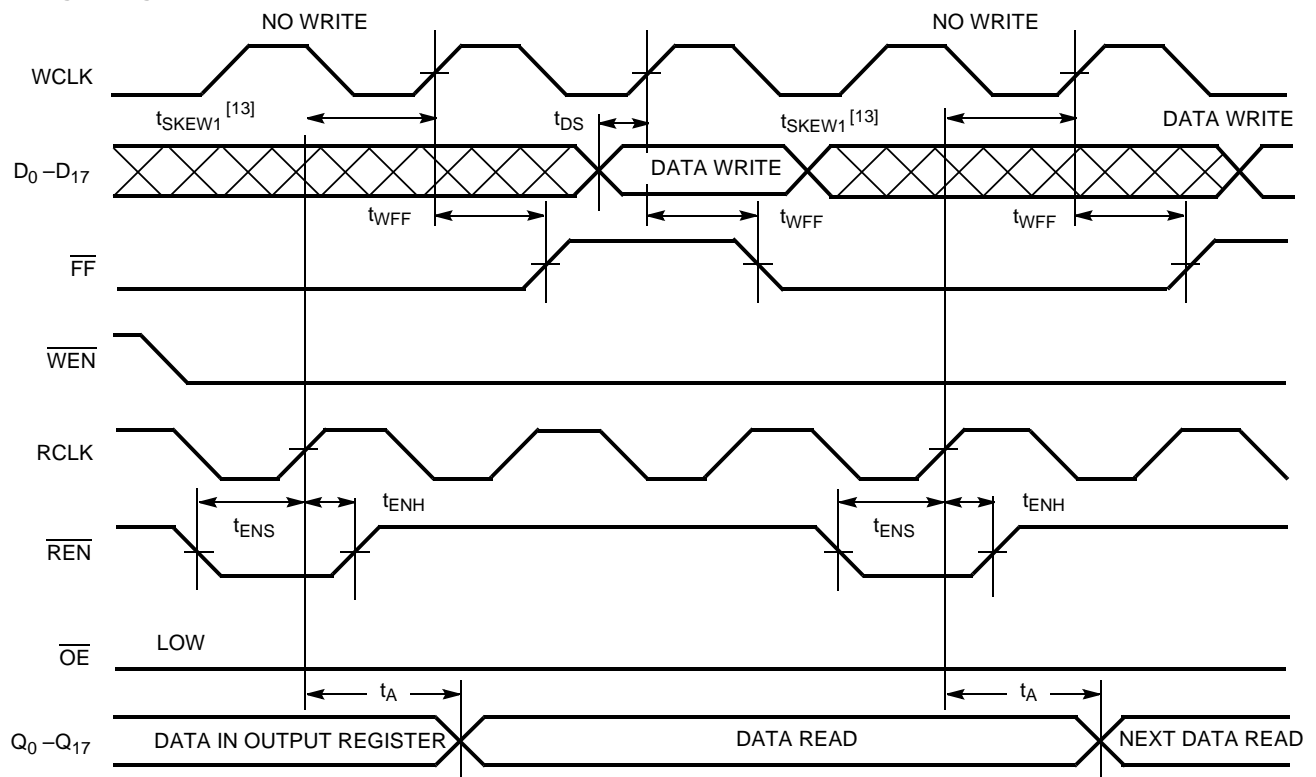 NO WRITE NO WRITE
WCLK
tSKEW1 [13] tDS tSKEW1 [13] DATA WRITE
D0 –D17 DATA WRITE
tWFF tWFF tWFF
FF
WEN
RCLK
tENS tENH tENS tENH
REN
LOW
OE
tA tA
Q0 –Q17 DATA IN OUTPUT REGISTER DATA READ NEXT DATA READ